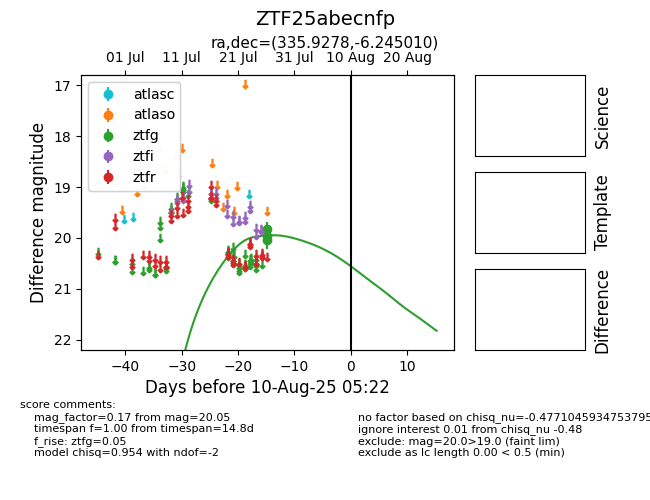 ZTF25abecnfp
ra,dec=(335.9278,-6.245010)
01 Jul 11 Jul 21 Jul 31 Jul 10 Aug 20 Aug
17
18
19
20
21
22
Difference magnitude
atlasc
atlaso
ztfg
ztfi
ztfr
Science
Template
Difference
−40 −30 −20 −10 0 10
Days before 10-Aug-25 05:22
score comments:
mag_factor=0.17 from mag=20.05
timespan f=1.00 from timespan=14.8d
f_rise: ztfg=0.05
model chisq=0.954 with ndof=-2
no factor based on chisq_nu=-0.4771045934753795
ignore interest 0.01 from chisq_nu -0.48
exclude: mag=20.0>19.0 (faint lim)
exclude as lc length 0.00 < 0.5 (min)